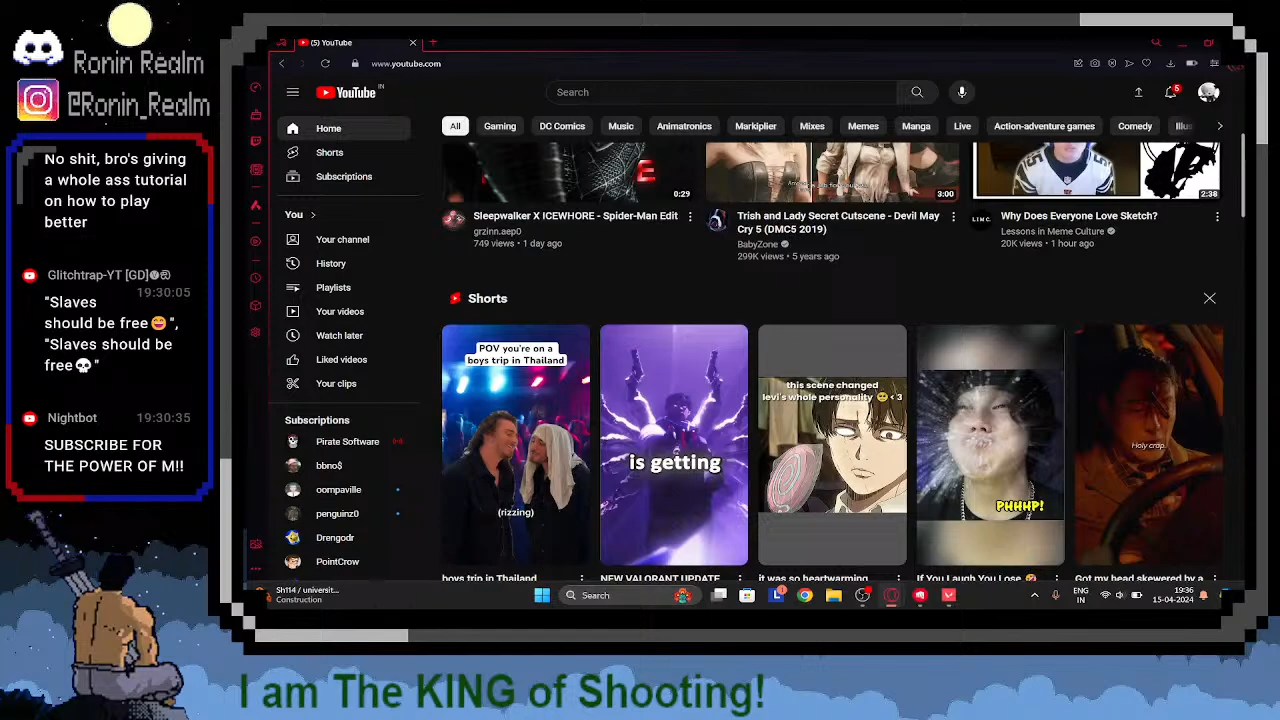 Ronin Realm
@Ronin_Realm
No shit, bro's giving
a whole ass tutorial
on how to play
better
Glitchtrap-YT [GD]
19:30:05
"Slaves
should be free😄",
"Slaves should be
free💀"
Nightbot 19:30:35
SUBSCRIBE FOR
THE POWER OF M!!
(5) YouTube
www.youtube.com
YouTube IN
Search
5
Home
Shorts
Subscriptions
You
Your channel
History
Playlists
Your videos
Watch later
Liked videos
Your clips
Subscriptions
Pirate Software
bbno$
oompaville
penguinz0
Drengodr
PointCrow
All Gaming DC Comics Music Animatronics Markiplier Mixes Memes Manga Live Action-adventure games Comedy Illus
0:29
3:00
2:38
Sleepwalker X ICEWHORE - Spider-Man Edit
grzinn.aep0
749 views • 1 day ago
Trish and Lady Secret Cutscene - Devil May
Cry 5 (DMC5 2019)
BabyZone
299K views • 5 years ago
LIMC.
Why Does Everyone Love Sketch?
Lessons in Meme Culture
20K views • 1 hour ago
Shorts
POV you're on a
boys trip in Thailand
(rizzing)
is getting
this scene changed
levi's whole personality 🥺<3
PHHHP!
Holy crap.
boys trip in Thailand
NEW VALORANT UPDATE
it was so heartwarming
If You Laugh You Lose 🤣
Got my head skewered by a
Sh114 / universit...
Construction
Search
ENG
IN
19:36
15-04-2024
I am The KING of Shooting!